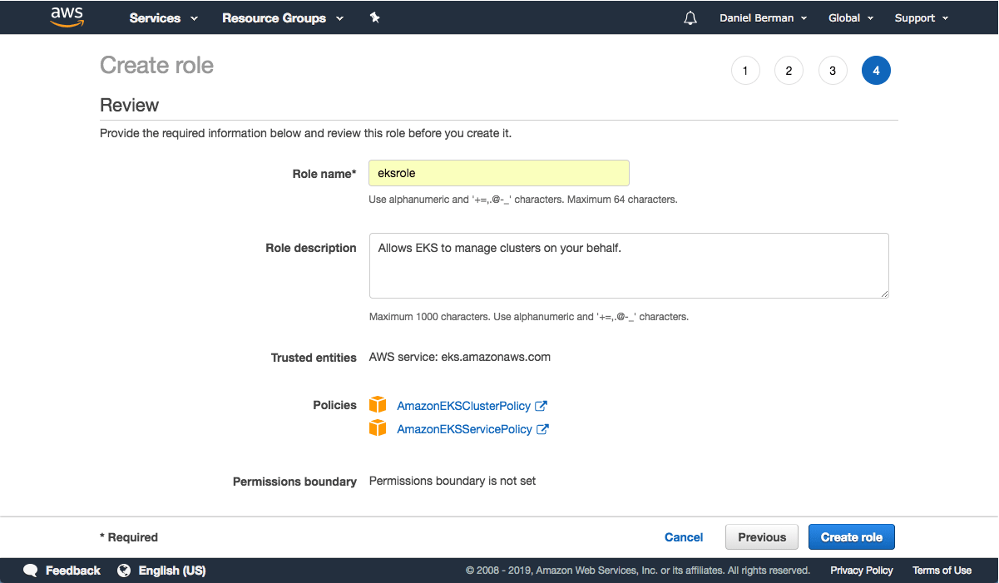 aws Services Resource Groups Daniel Berman Global Support
Create role 1 2 3 4
Review
Provide the required information below and review this role before you create it.
Role name* eksrole
Use alphanumeric and '+=,.@-_' characters. Maximum 64 characters.
Role description Allows EKS to manage clusters on your behalf.
Maximum 1000 characters. Use alphanumeric and '+=,.@-_' characters.
Trusted entities AWS service: eks.amazonaws.com
Policies AmazonEKSClusterPolicy
AmazonEKSServicePolicy
Permissions boundary Permissions boundary is not set
* Required Cancel Previous Create role
Feedback English (US) © 2008 - 2019, Amazon Web Services, Inc. or its affiliates. All rights reserved. Privacy Policy Terms of Use